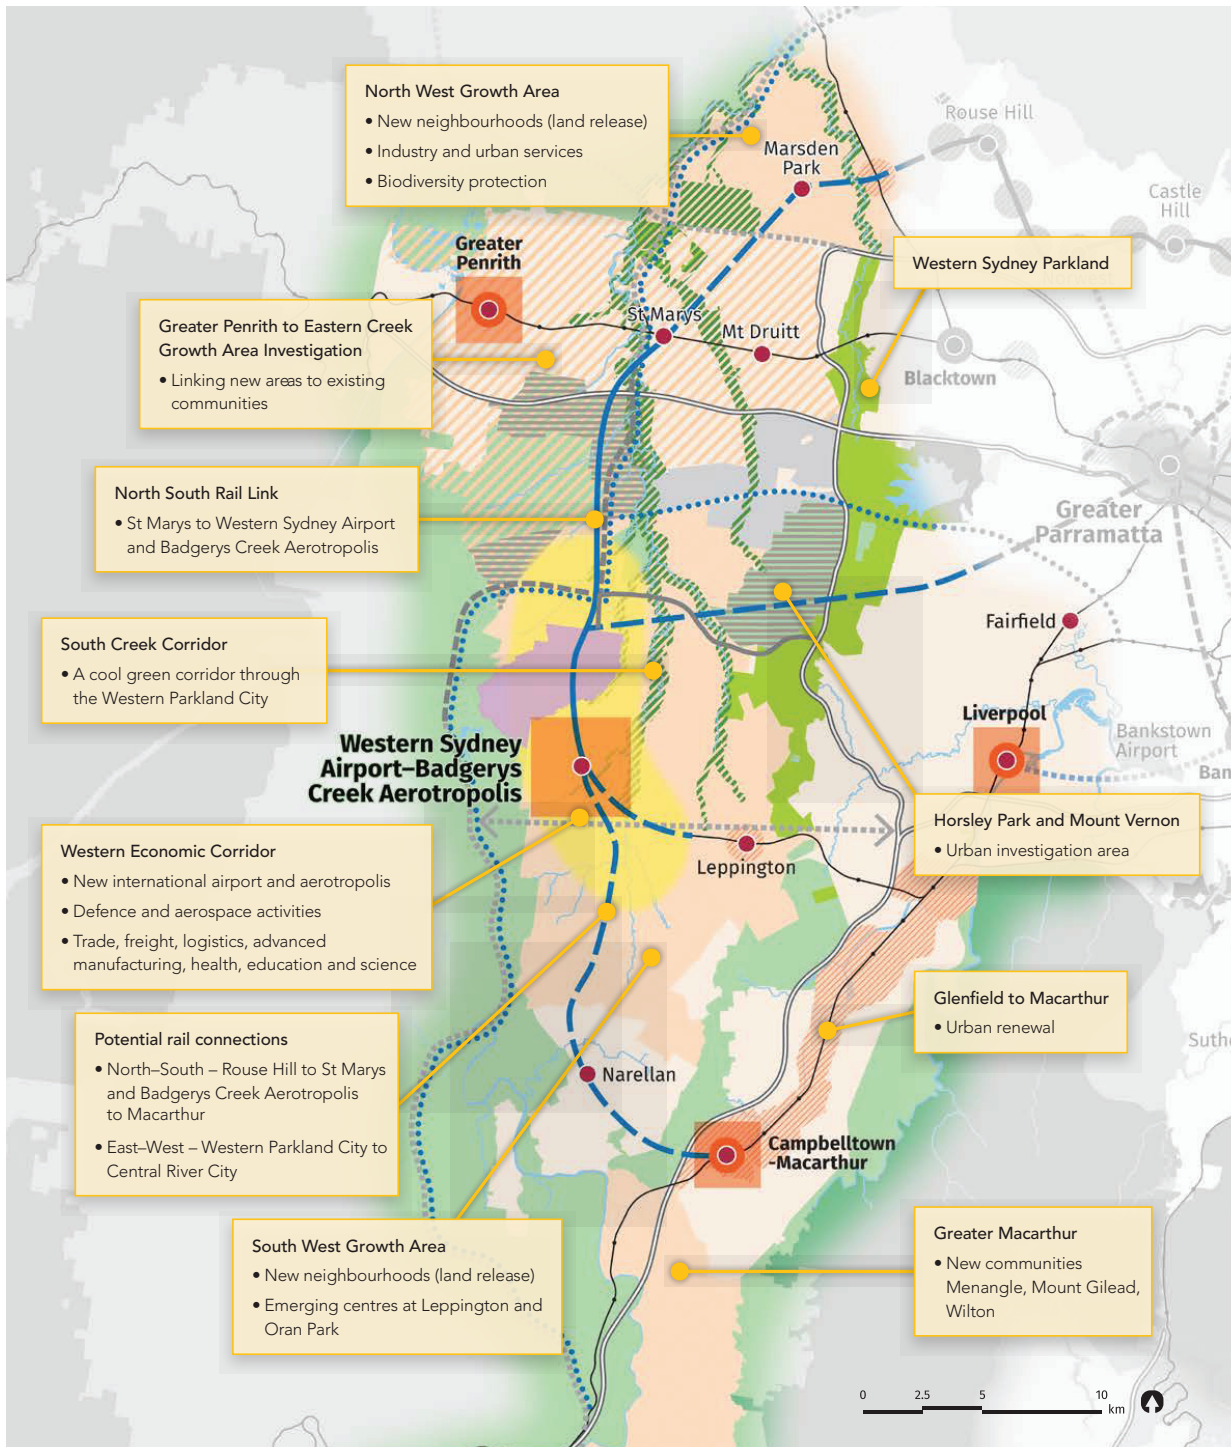 North West Growth Area
• New neighbourhoods (land release)
• Industry and urban services
• Biodiversity protection
Rouse Hill
Marsden
Park
Castle
Hill
Greater
Penrith
Western Sydney Parkland
Greater Penrith to Eastern Creek
Growth Area Investigation
• Linking new areas to existing
communities
St Marys
Mt Druitt
Blacktown
North South Rail Link
• St Marys to Western Sydney Airport
and Badgerys Creek Aerotropolis
Greater
Parramatta
South Creek Corridor
• A cool green corridor through
the Western Parkland City
Fairfield
Liverpool
Bankstown
Airport
Ban
Western Sydney
Airport–Badgerys
Creek Aerotropolis
Horsley Park and Mount Vernon
• Urban investigation area
Western Economic Corridor
• New international airport and aerotropolis
• Defence and aerospace activities
• Trade, freight, logistics, advanced
manufacturing, health, education and science
Leppington
Glenfield to Macarthur
• Urban renewal
Suthe
Potential rail connections
• North–South – Rouse Hill to St Marys
and Badgerys Creek Aerotropolis
to Macarthur
• East–West – Western Parkland City to
Central River City
Narellan
Campbelltown
-Macarthur
South West Growth Area
• New neighbourhoods (land release)
• Emerging centres at Leppington and
Oran Park
Greater Macarthur
• New communities
Menangle, Mount Gilead,
Wilton
0 2.5 5 10
km